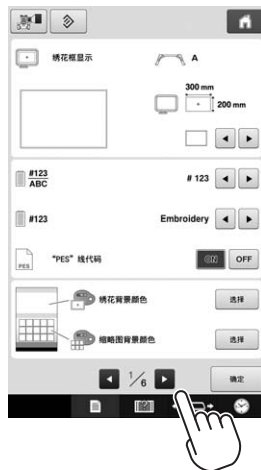 绣花框显示
A
300 mm
200 mm
#123
ABC
# 123
#123
Embroidery
PES
"PES" 线代码
ON
OFF
绣花背景颜色
选择
缩略图背景颜色
选择
1/6
确定